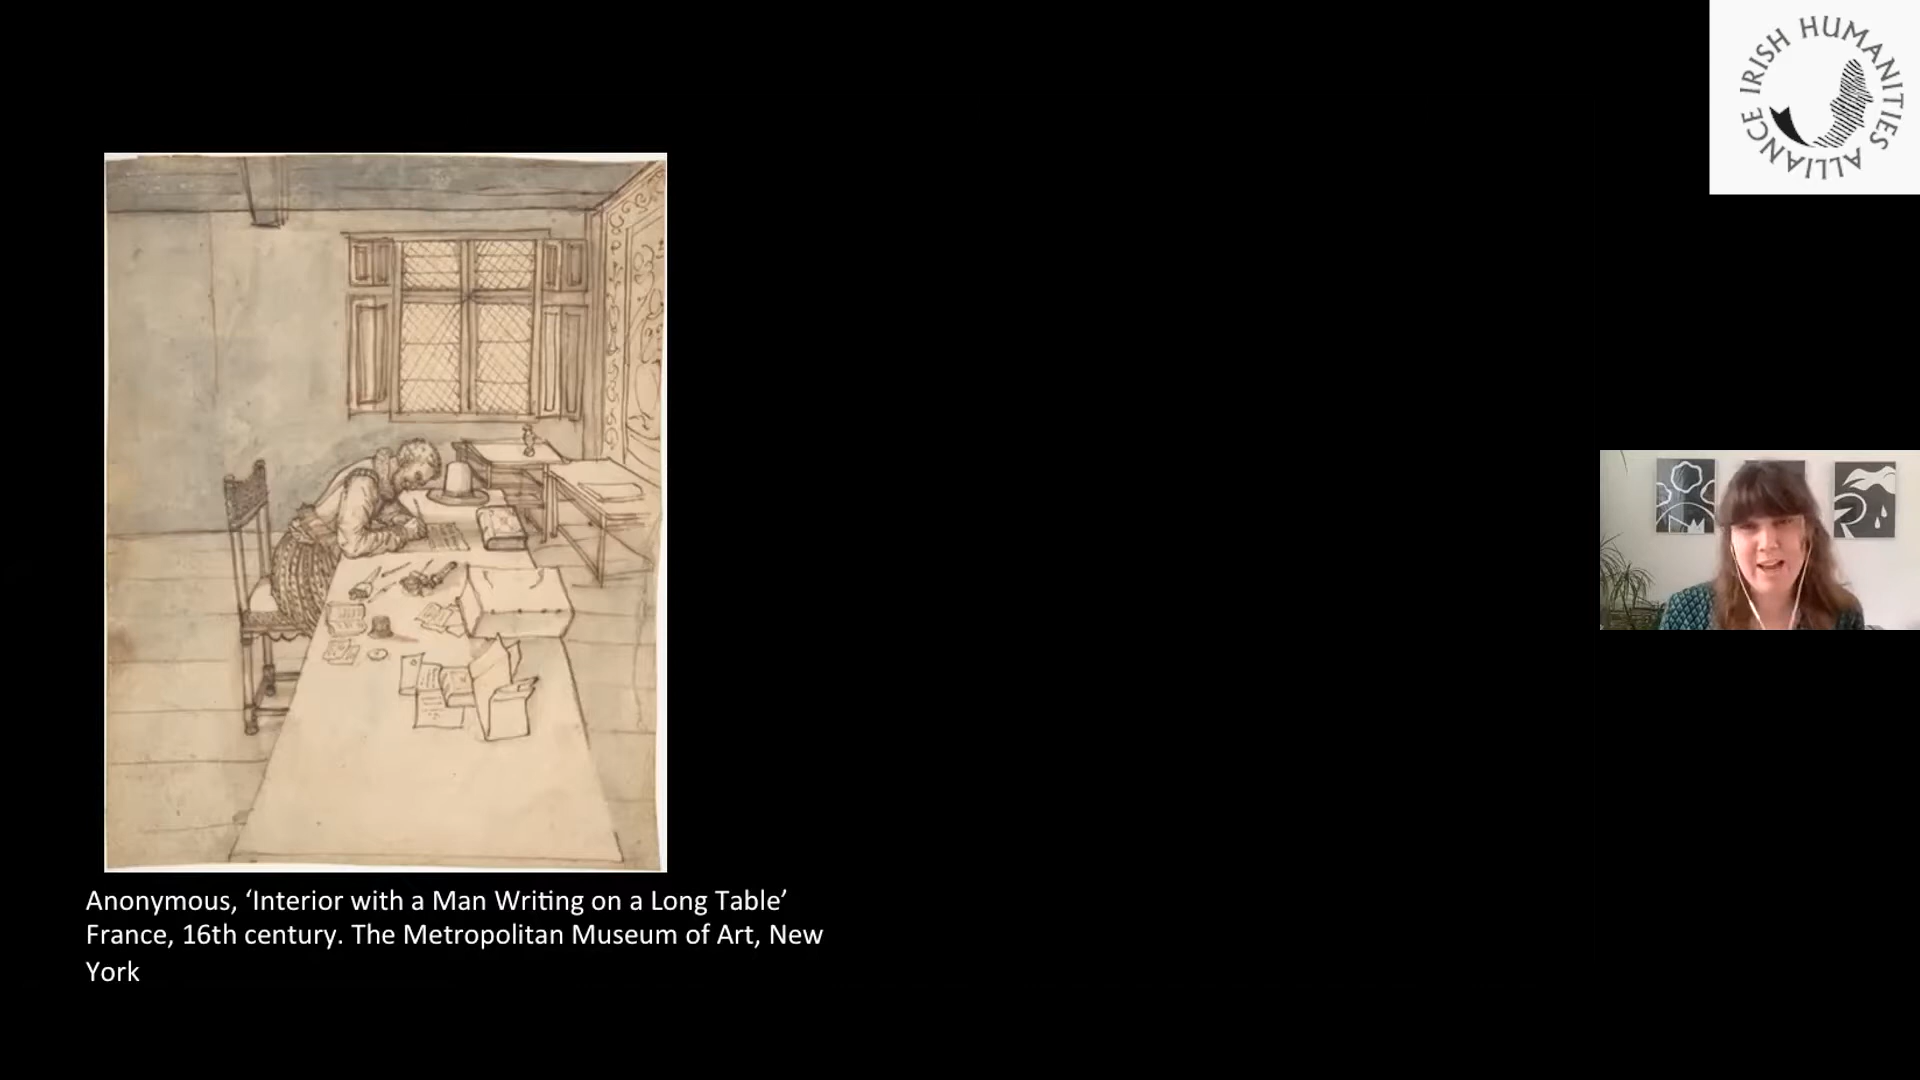 IRISH HUMANITIES ALLIANCE
Anonymous, ‘Interior with a Man Writing on a Long Table’
France, 16th century. The Metropolitan Museum of Art, New
York